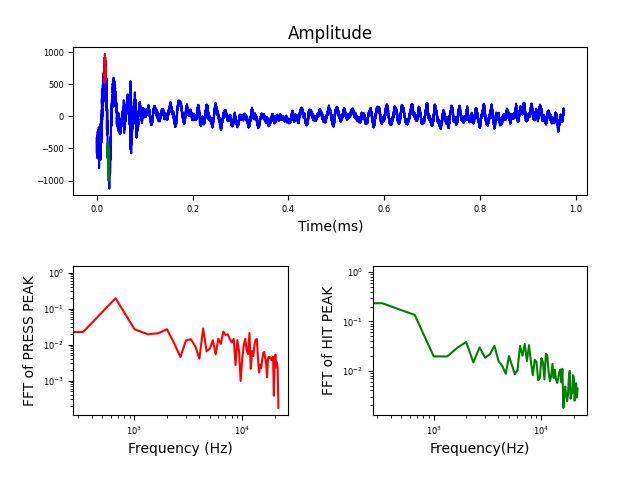 Amplitude
1000
500
0
−500
−1000
0.0 0.2 0.4 0.6 0.8 1.0
Time(ms)
FFT of PRESS PEAK
10⁰
10⁻¹
10⁻²
10⁻³
10³ 10⁴
Frequency (Hz)
FFT of HIT PEAK
10⁰
10⁻¹
10⁻²
10³ 10⁴
Frequency(Hz)